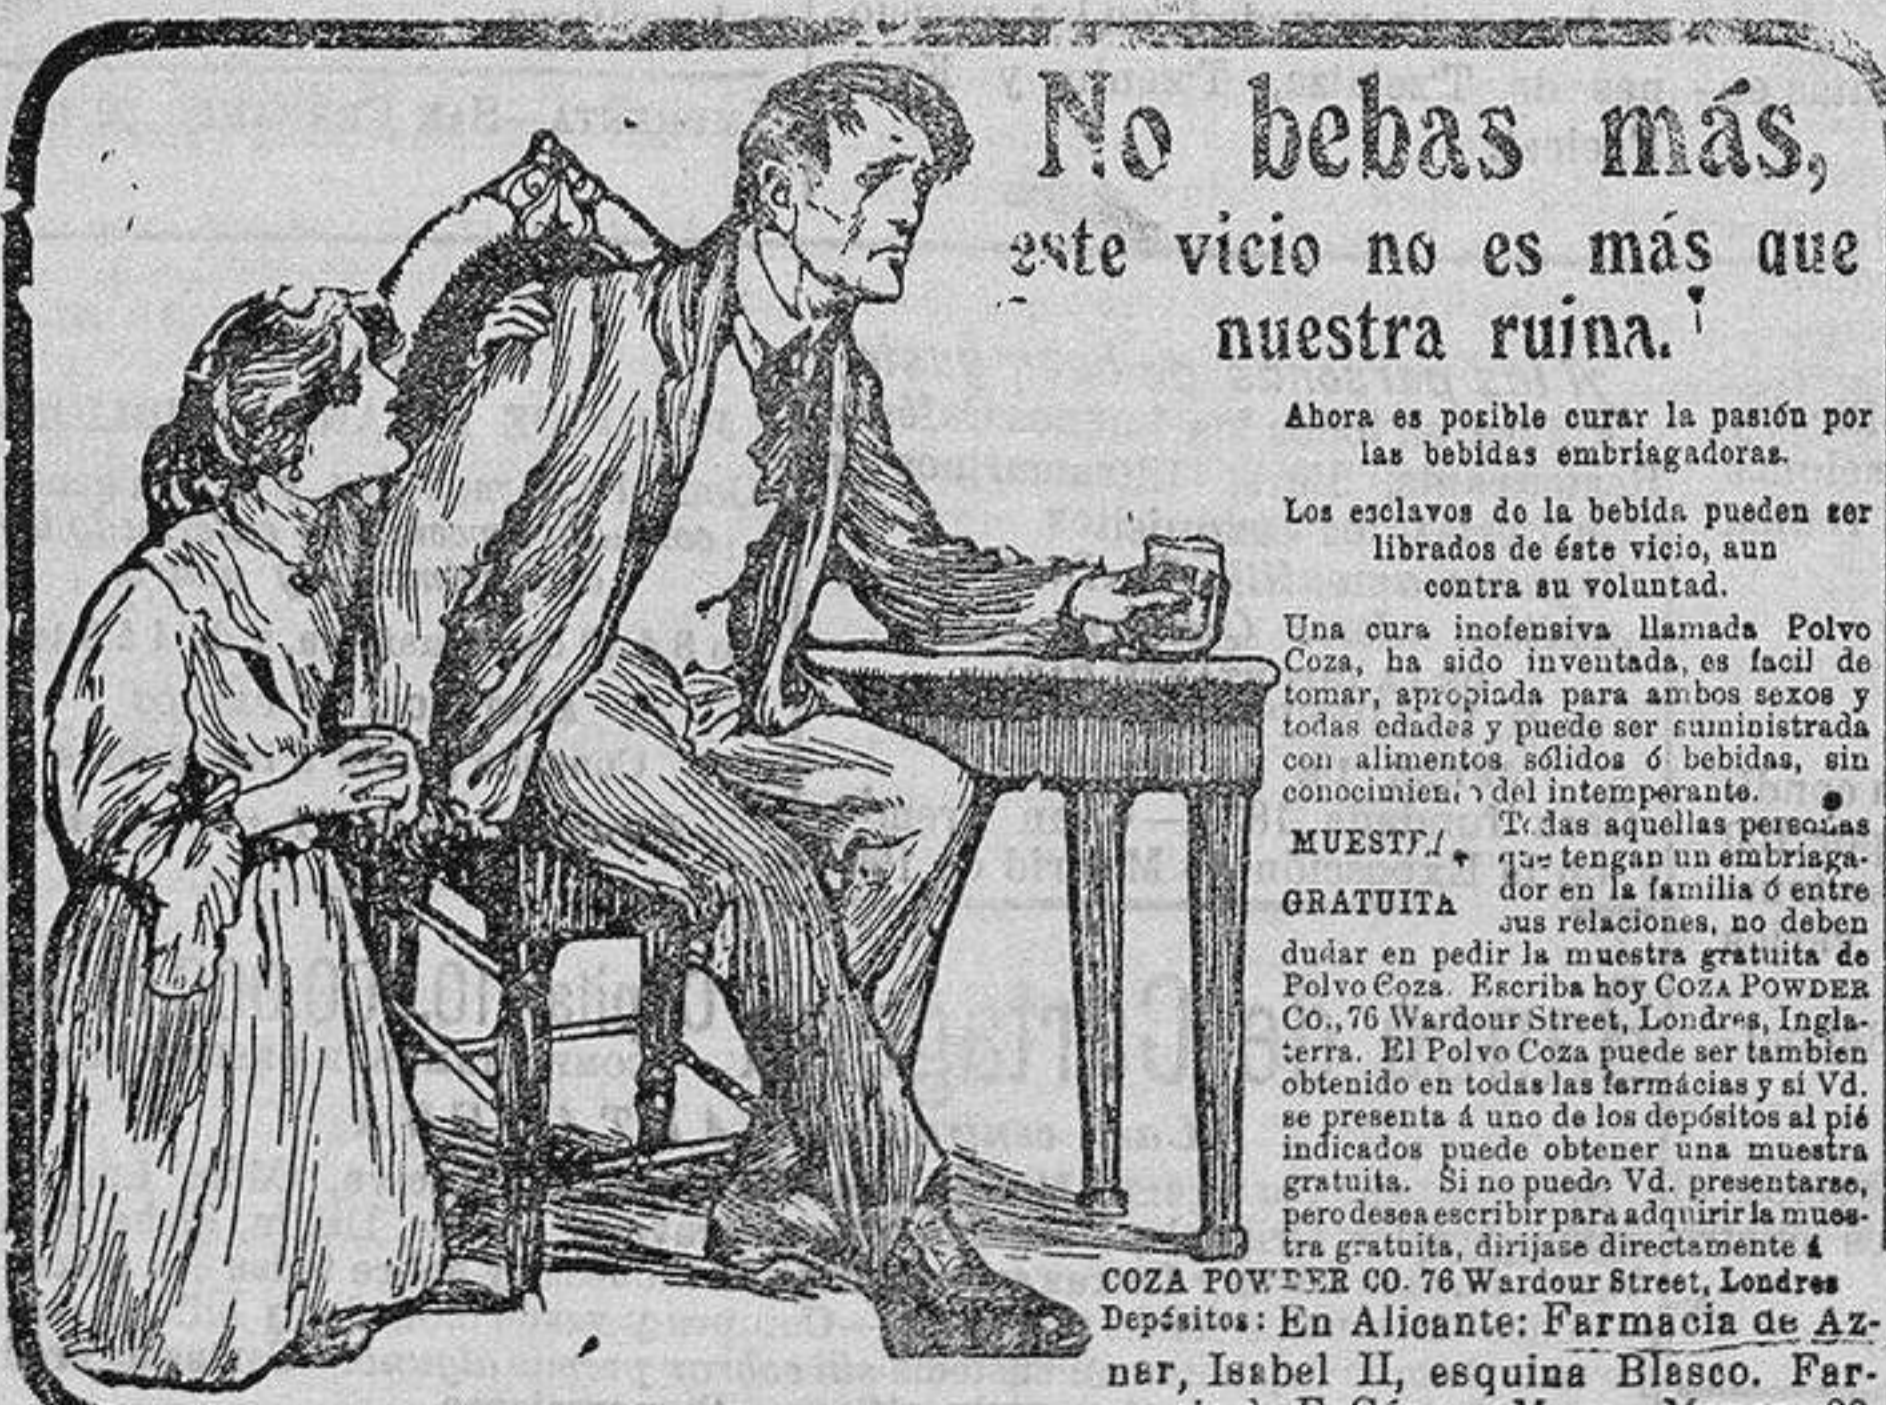 No bebas más,
este vicio no es más que
nuestra ruina.
Ahora es posible curar la pasión por
las bebidas embriagadoras.
Los esclavos de la bebida pueden ser
librados de éste vicio, aun
contra su voluntad.
Una cura inofensiva llamada Polvo
Coza, ha sido inventada, es facil de
tomar, apropiada para ambos sexos y
todas edades y puede ser suministrada
con alimentos sólidos ó bebidas, sin
conocimiento del intemperante.
MUESTRA
GRATUITA
Todas aquellas personas
que tengan un embriaga-
dor en la familia ó entre
sus relaciones, no deben
dudar en pedir la muestra gratuita de
Polvo Coza. Escriba hoy COZA POWDER
Co., 76 Wardour Street, Londres, Ingla-
terra. El Polvo Coza puede ser tambien
obtenido en todas las farmácias y si Vd.
se presenta á uno de los depósitos al pié
indicados puede obtener una muestra
gratuita. Si no puede Vd. presentarse,
pero desea escribir para adquirir la mues-
tra gratuita, dirijase directamente á
COZA POWDER CO. 76 Wardour Street, Londres
Depósitos: En Alicante: Farmacia de Az-
nar, Isabel II, esquina Blasco. Far-